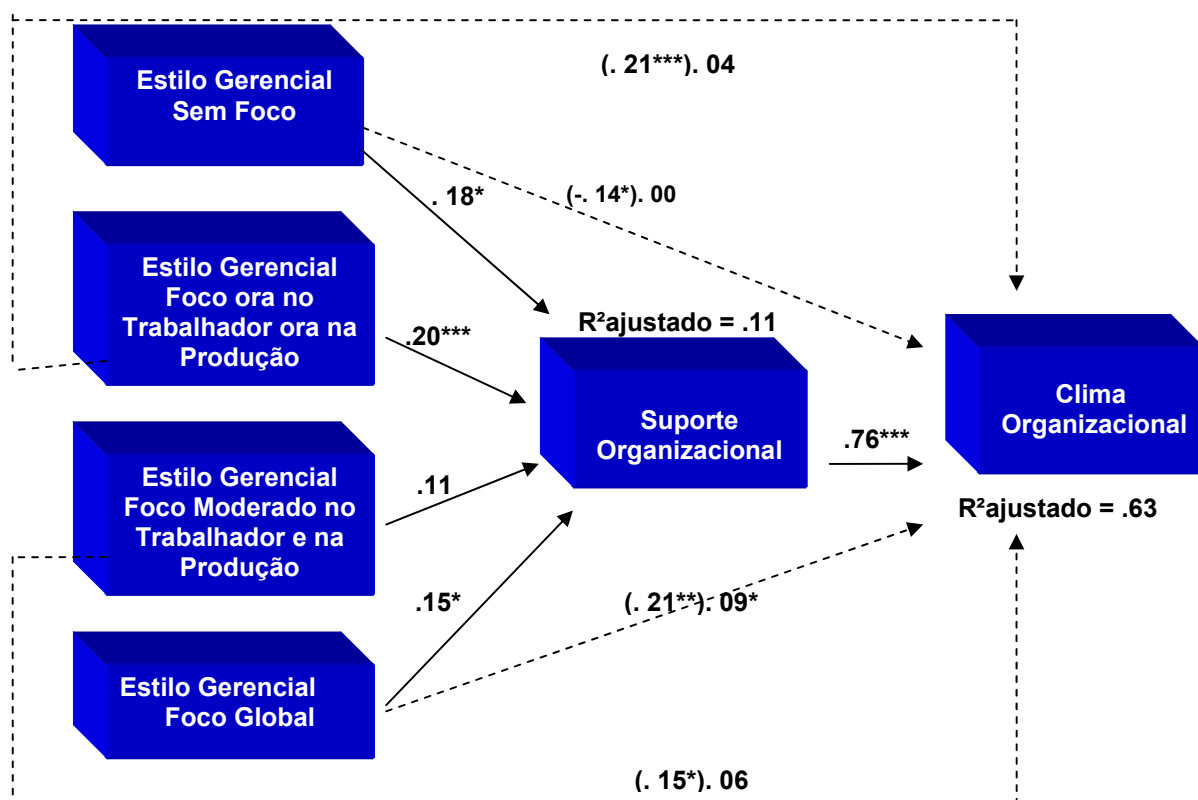 (. 21***). 04
Estilo Gerencial
Sem Foco
. 18*
(-. 14*). 00
Estilo Gerencial
Foco ora no
Trabalhador ora na
Produção
.20***
R²ajustado = .11
Suporte
Organizacional
.76***
Clima
Organizacional
R²ajustado = .63
Estilo Gerencial
Foco Moderado no
Trabalhador e na
Produção
.11
.15*
(. 21**). 09*
Estilo Gerencial
Foco Global
(. 15*). 06